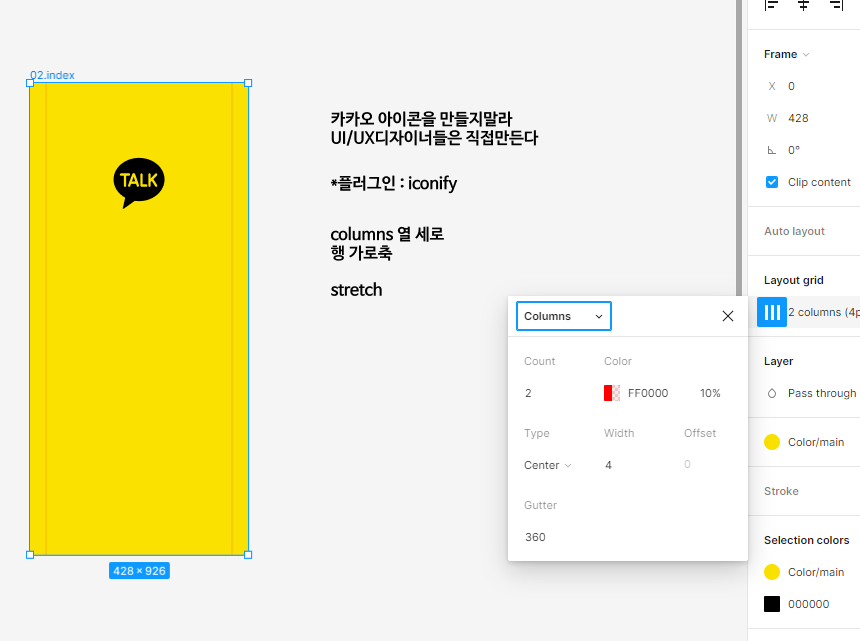 02.index
TALK
428 × 926
카카오 아이콘을 만들지말라
UI/UX디자이너들은 직접만든다
*플러그인 : iconify
columns 열 세로
행 가로축
stretch
Columns
Count
Color
2
FF0000
10%
Type
Width
Offset
Center
4
0
Gutter
360
Frame
X
0
W
428
0°
Clip content
Auto layout
Layout grid
2 columns (4p
Layer
Pass through
Color/main
Stroke
Selection colors
Color/main
000000